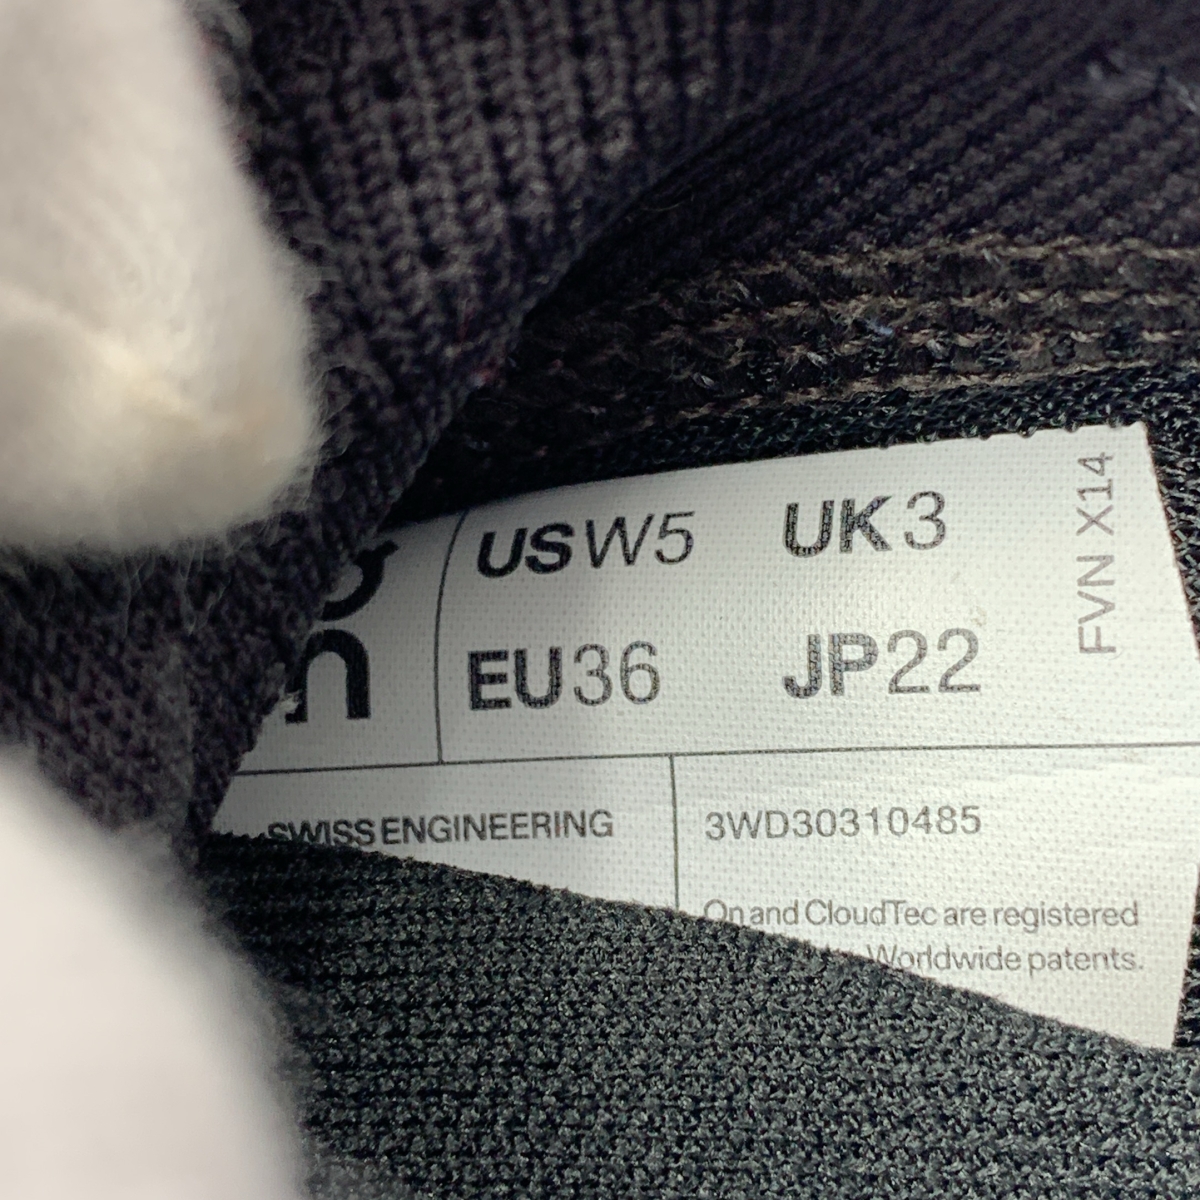 USW5 UK3
EU36 JP22
FVN X14
SWISS ENGINEERING
3WD30310485
On and CloudTec are registered
Worldwide patents.